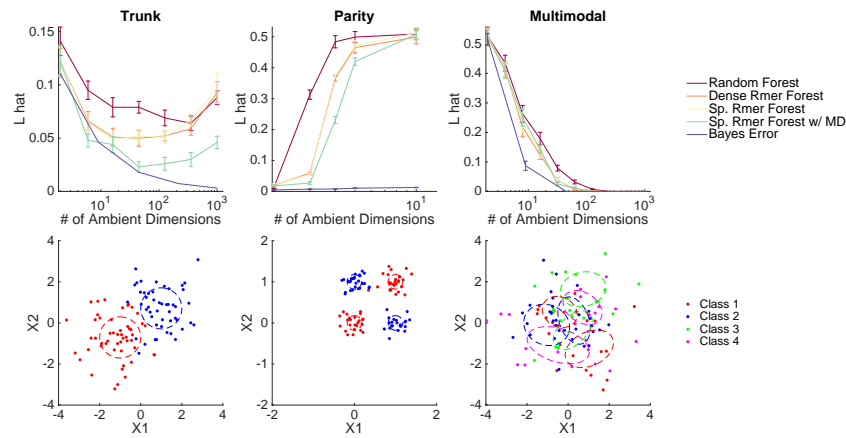 Trunk
Parity
Multimodal
L hat
0.15
0.1
0.05
0
10^1
10^2
10^3
# of Ambient Dimensions
L hat
0.5
0.4
0.3
0.2
0.1
0
10^1
# of Ambient Dimensions
L hat
0.5
0.4
0.3
0.2
0.1
0
10^1
10^2
10^3
# of Ambient Dimensions
Random Forest
Dense Rmer Forest
Sp. Rmer Forest
Sp. Rmer Forest w/ MD
Bayes Error
X2
4
2
0
-2
-4
-4
-2
0
2
4
X1
X2
2
1
0
-1
-2
-2
0
2
X1
X2
4
2
0
-2
-4
-4
-2
0
2
4
X1
Class 1
Class 2
Class 3
Class 4